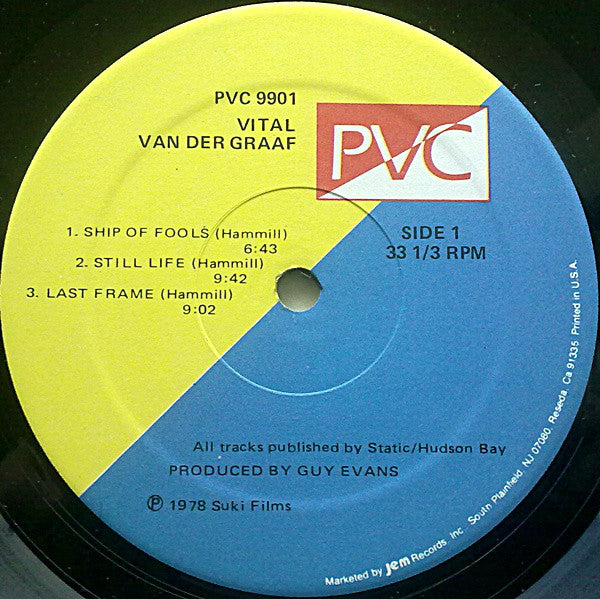 PVC 9901
VITAL
VAN DER GRAAF
PVC
1. SHIP OF FOOLS (Hammill)
6:43
2. STILL LIFE (Hammill)
9:42
3. LAST FRAME (Hammill)
9:02
SIDE 1
33 1/3 RPM
All tracks published by Static/Hudson Bay
PRODUCED BY GUY EVANS
℗ 1978 Suki Films
Marketed by Jem Records Inc. South Plainfield, NJ 07080. Reseda, Ca 91335 Printed in U.S.A.